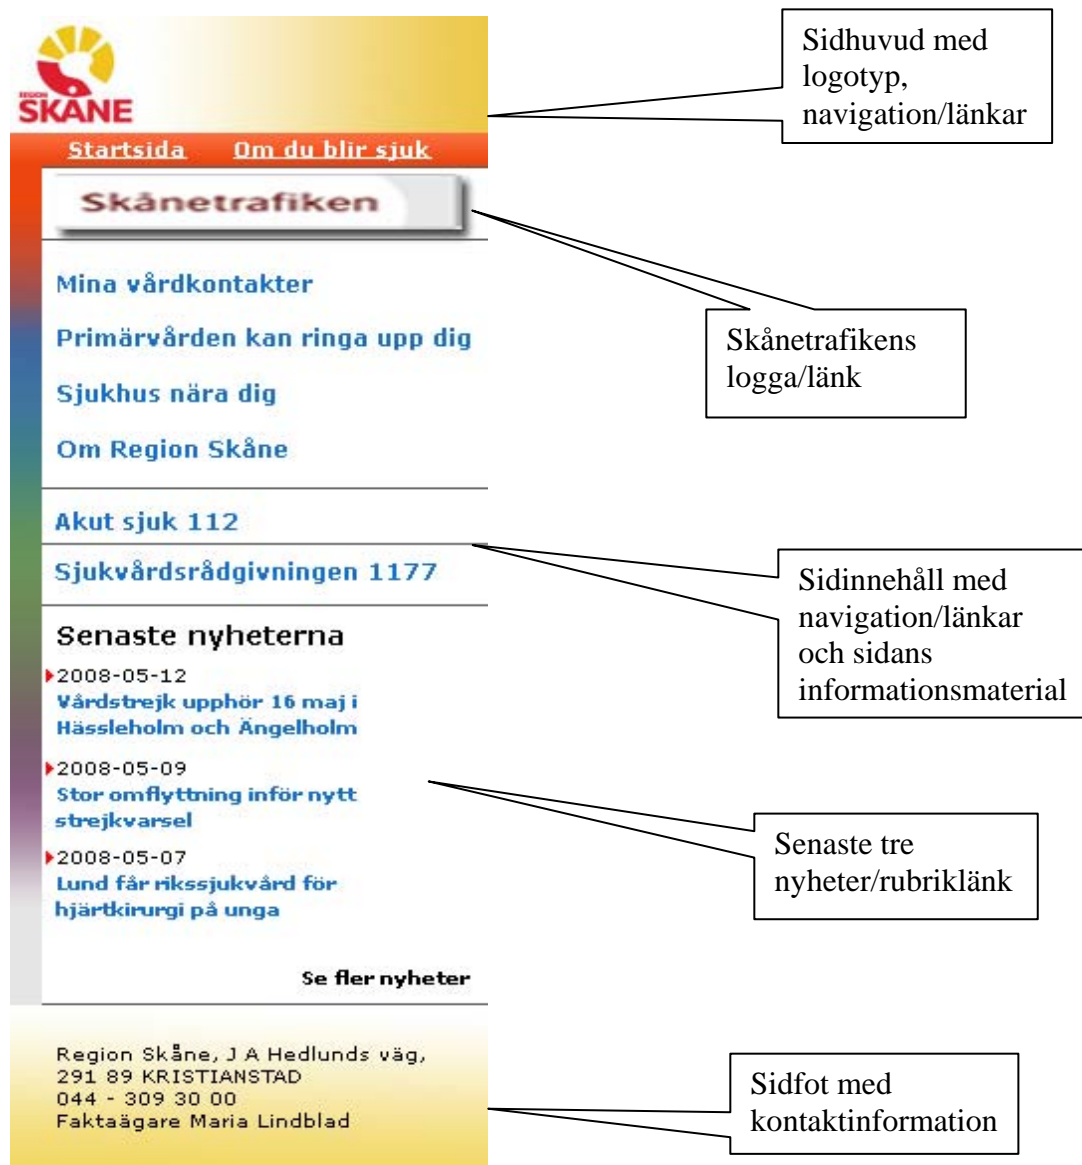 REGION
SKÅNE
Startsida Om du blir sjuk
Skånetrafiken
Mina vårdkontakter
Primärvården kan ringa upp dig
Sjukhus nära dig
Om Region Skåne
Akut sjuk 112
Sjukvårdsrådgivningen 1177
Senaste nyheterna
2008-05-12
Vårdstrejk upphör 16 maj i
Hässleholm och Ängelholm
2008-05-09
Stor omflyttning inför nytt
strejkvarsel
2008-05-07
Lund får rikssjukvård för
hjärtkirurgi på unga
Se fler nyheter
Region Skåne, J A Hedlunds väg,
291 89 KRISTIANSTAD
044 - 309 30 00
Faktaägare Maria Lindblad
Sidhuvud med
logotyp,
navigation/länkar
Skånetrafikens
logga/länk
Sidinnehåll med
navigation/länkar
och sidans
informationsmaterial
Senaste tre
nyheter/rubriklänk
Sidfot med
kontaktinformation